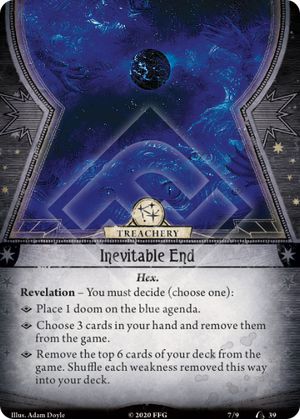 TREACHERY
Inevitable End
Hex.
Revelation – You must decide (choose one):
Place 1 doom on the blue agenda.
Choose 3 cards in your hand and remove them
from the game.
Remove the top 6 cards of your deck from the
game. Shuffle each weakness removed this way
into your deck.
Illus. Adam Doyle © 2020 FFG 7/9 39